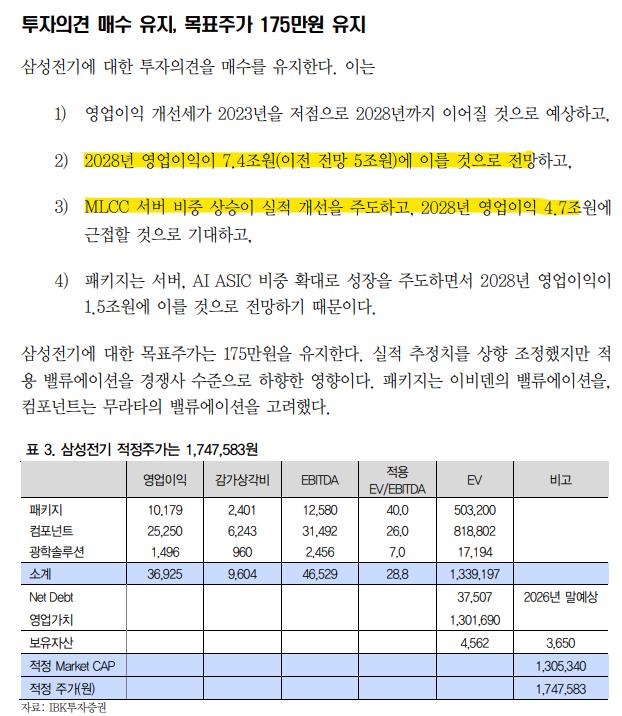 투자의견 매수 유지, 목표주가 175만원 유지
삼성전기에 대한 투자의견을 매수를 유지한다. 이는
1) 영업이익 개선세가 2023년을 저점으로 2028년까지 이어질 것으로 예상하고,
2) 2028년 영업이익이 7.4조원(이전 전망 5조원)에 이를 것으로 전망하고,
3) MLCC 서버 비중 상승이 실적 개선을 주도하고, 2028년 영업이익 4.7조원에
근접할 것으로 기대하고,
4) 패키지는 서버, AI ASIC 비중 확대로 성장을 주도하면서 2028년 영업이익이
1.5조원에 이를 것으로 전망하기 때문이다.
삼성전기에 대한 목표주가는 175만원을 유지한다. 실적 추정치를 상향 조정했지만 적
용 밸류에이션을 경쟁사 수준으로 하향한 영향이다. 패키지는 이비덴의 밸류에이션을,
컴포넌트는 무라타의 밸류에이션을 고려했다.
표 3. 삼성전기 적정주가는 1,747,583원
영업이익 감가상각비 EBITDA 적용 EV/EBITDA EV 비고
패키지 10,179 2,401 12,580 40.0 503,200
컴포넌트 25,250 6,243 31,492 26.0 818,802
광학솔루션 1,496 960 2,456 7.0 17,194
소계 36,925 9,604 46,529 28.8 1,339,197
Net Debt 37,507 2026년 말예상
영업가치 1,301,690
보유자산 4,562 3,650
적정 Market CAP 1,305,340
적정 주가(원) 1,747,583
자료: IBK투자증권